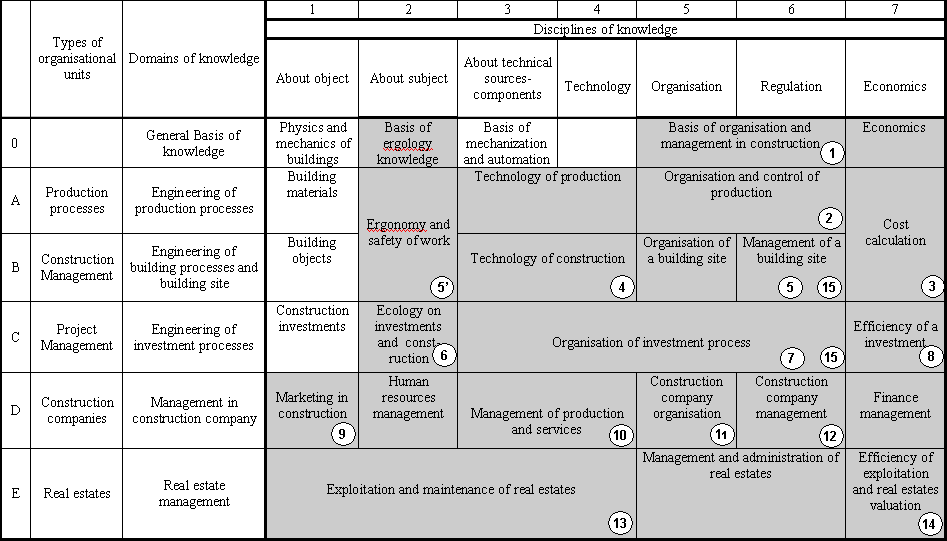 1 2 3 4 5 6 7
Disciplines of knowledge
Types of
organisational
units
Domains of knowledge
About object
About subject
About technical
sources-
components
Technology
Organisation
Regulation
Economics
0
General Basis of
knowledge
Physics and
mechanics of
buildings
Basis of
ergology
knowledge
Basis of
mechanization
and automation
Basis of organisation and
management in construction
1
Economics
A
Production
processes
Engineering of
production processes
Building
materials
Ergonomy and
safety of work
5’
Technology of production
Organisation and control of
production
2
Cost
calculation
3
B
Construction
Management
Engineering of
building processes and
building site
Building
objects
Technology of construction
4
Organisation of
a building site
Management of a
building site
5 15
C
Project
Management
Engineering of
investment processes
Construction
investments
Ecology on
investments
and const-
ruction
6
Organisation of investment process
7 15
Efficiency of a
investment
8
D
Construction
companies
Management in
construction company
Marketing in
construction
9
Human
resources
management
Management of production
and services
10
Construction
company
organisation
11
Construction
company
management
12
Finance
management
E
Real estates
Real estate
management
Exploitation and maintenance of real estates
13
Management and administration of
real estates
Efficiency of
exploitation
and real estates
valuation
14